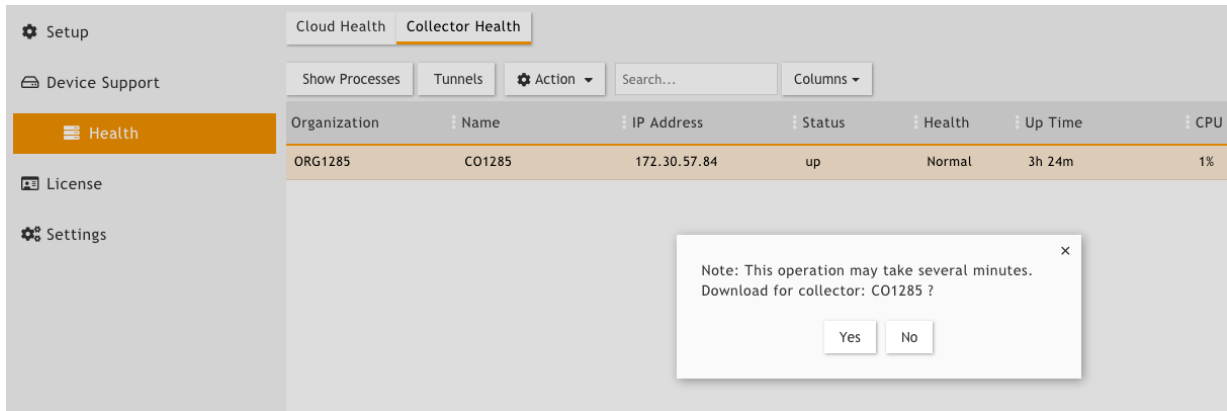 Setup
Device Support
Health
License
Settings
Cloud Health Collector Health
Show Processes Tunnels Action Search... Columns
Organization Name IP Address Status Health Up Time CPU
ORG1285 CO1285 172.30.57.84 up Normal 3h 24m 1%
×
Note: This operation may take several minutes.
Download for collector: CO1285 ?
Yes No